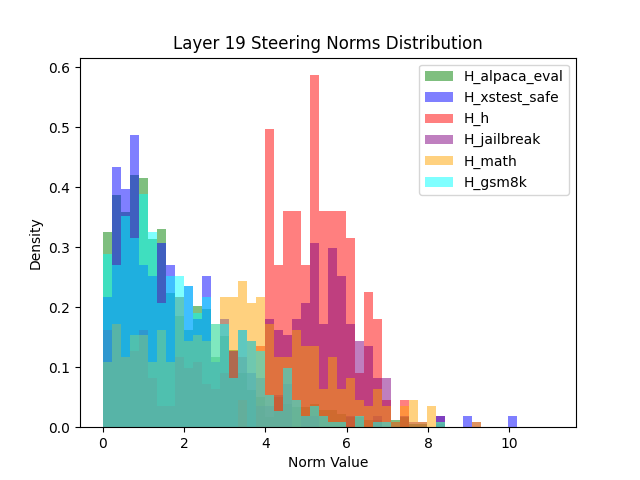 Layer 19 Steering Norms Distribution
H_alpaca_eval
H_xstest_safe
H_h
H_jailbreak
H_math
H_gsm8k
Density
0.6
0.5
0.4
0.3
0.2
0.1
0.0
0 2 4 6 8 10
Norm Value